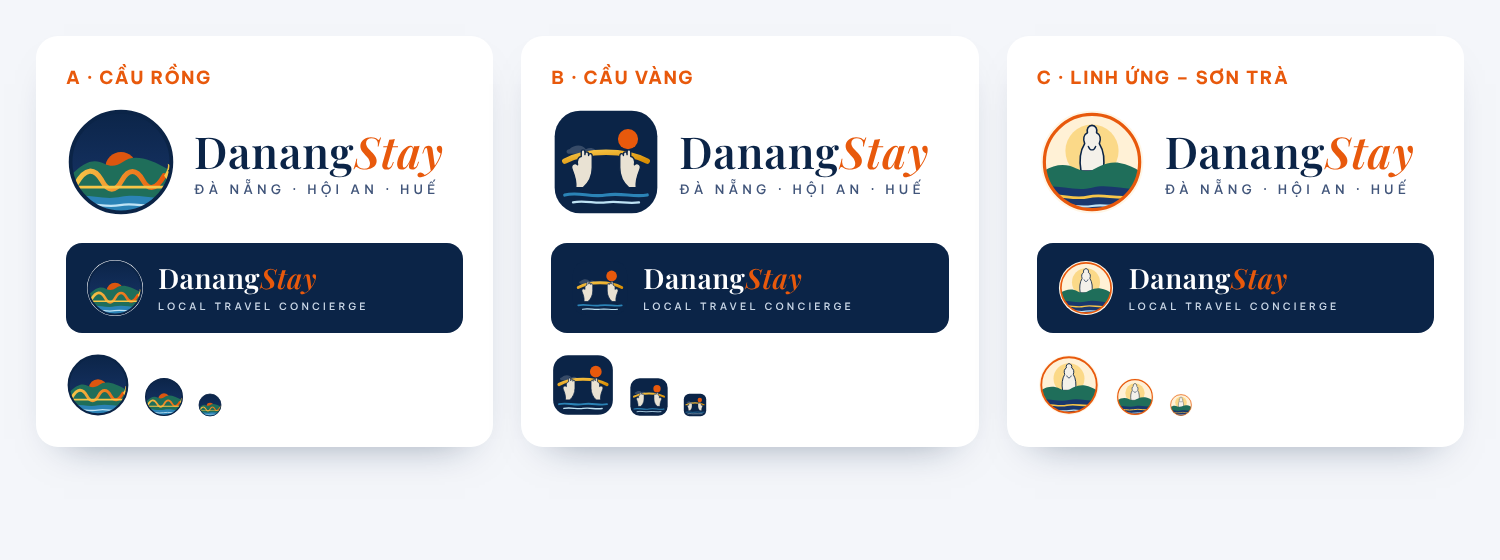 A · CẦU RỒNG
DanangStay
ĐÀ NẴNG · HỘI AN · HUẾ
DanangStay
LOCAL TRAVEL CONCIERGE
B · CẦU VÀNG
DanangStay
ĐÀ NẴNG · HỘI AN · HUẾ
DanangStay
LOCAL TRAVEL CONCIERGE
C · LINH ỨNG – SƠN TRÀ
DanangStay
ĐÀ NẴNG · HỘI AN · HUẾ
DanangStay
LOCAL TRAVEL CONCIERGE